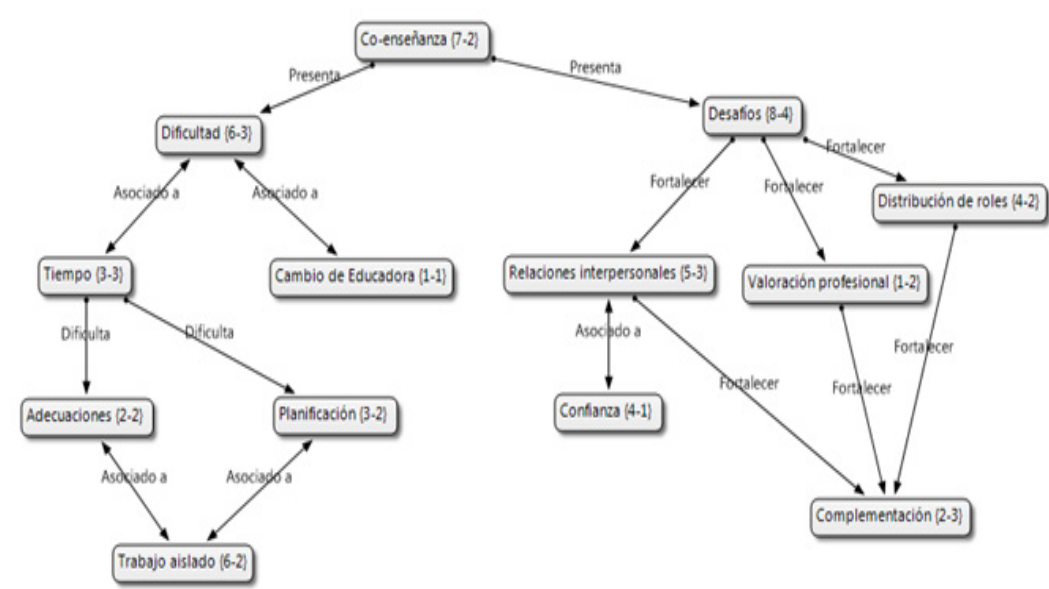 Co-enseñanza {7-2}
Presenta
Presenta
Dificultad {6-3}
Desafíos {8-4}
Asociado a
Asociado a
Fortalecer
Fortalecer
Fortalecer
Distribución de roles {4-2}
Tiempo {3-3}
Cambio de Educadora {1-1}
Relaciones interpersonales {5-3}
Valoración profesional {1-2}
Dificulta
Dificulta
Asociado a
Fortalecer
Fortalecer
Fortalecer
Adecuaciones {2-2}
Planificación {3-2}
Confianza {4-1}
Asociado a
Asociado a
Complementación {2-3}
Trabajo aislado {6-2}